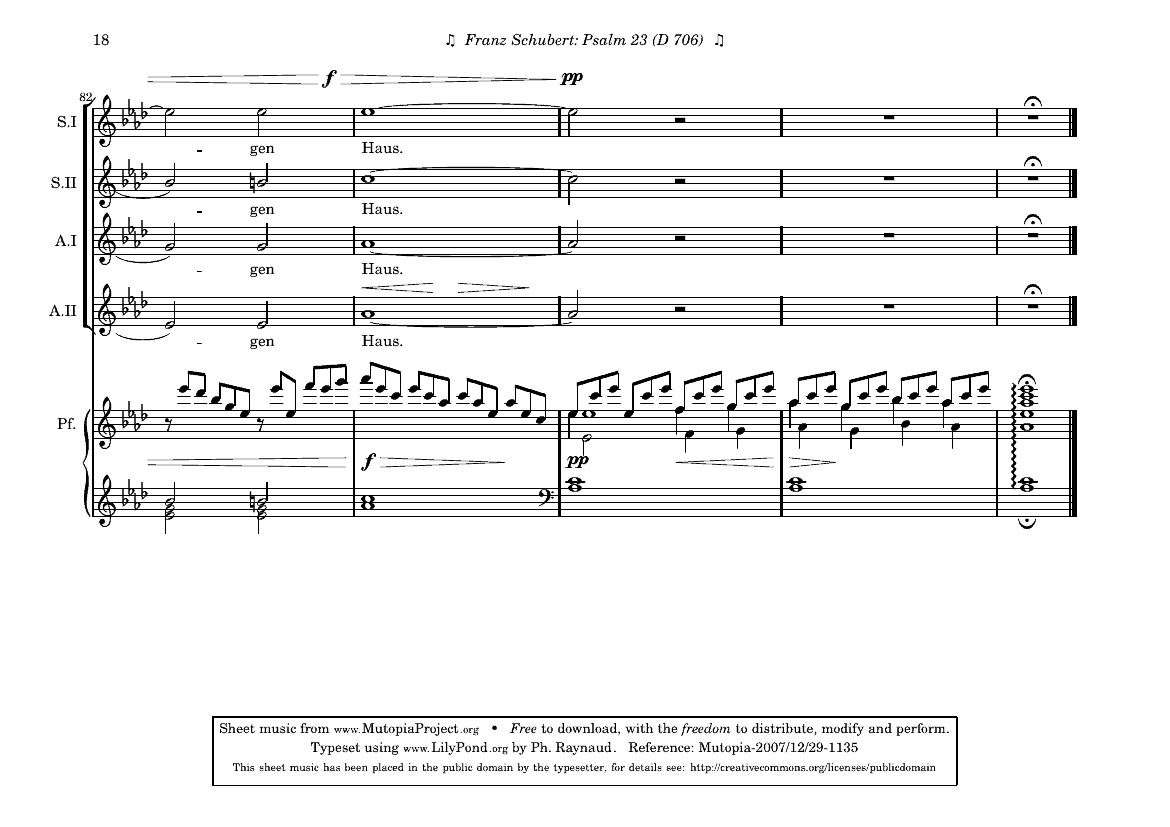 18 ♫ Franz Schubert: Psalm 23 (D 706) ♫
f pp
82
S.I
- gen Haus.
S.II
- gen Haus.
A.I
- gen Haus.
A.II
- gen Haus.
Pf.
f pp
Sheet music from www.MutopiaProject.org • Free to download, with the freedom to distribute, modify and perform.
Typeset using www.LilyPond.org by Ph. Raynaud. Reference: Mutopia-2007/12/29-1135
This sheet music has been placed in the public domain by the typesetter, for details see: http://creativecommons.org/licenses/publicdomain